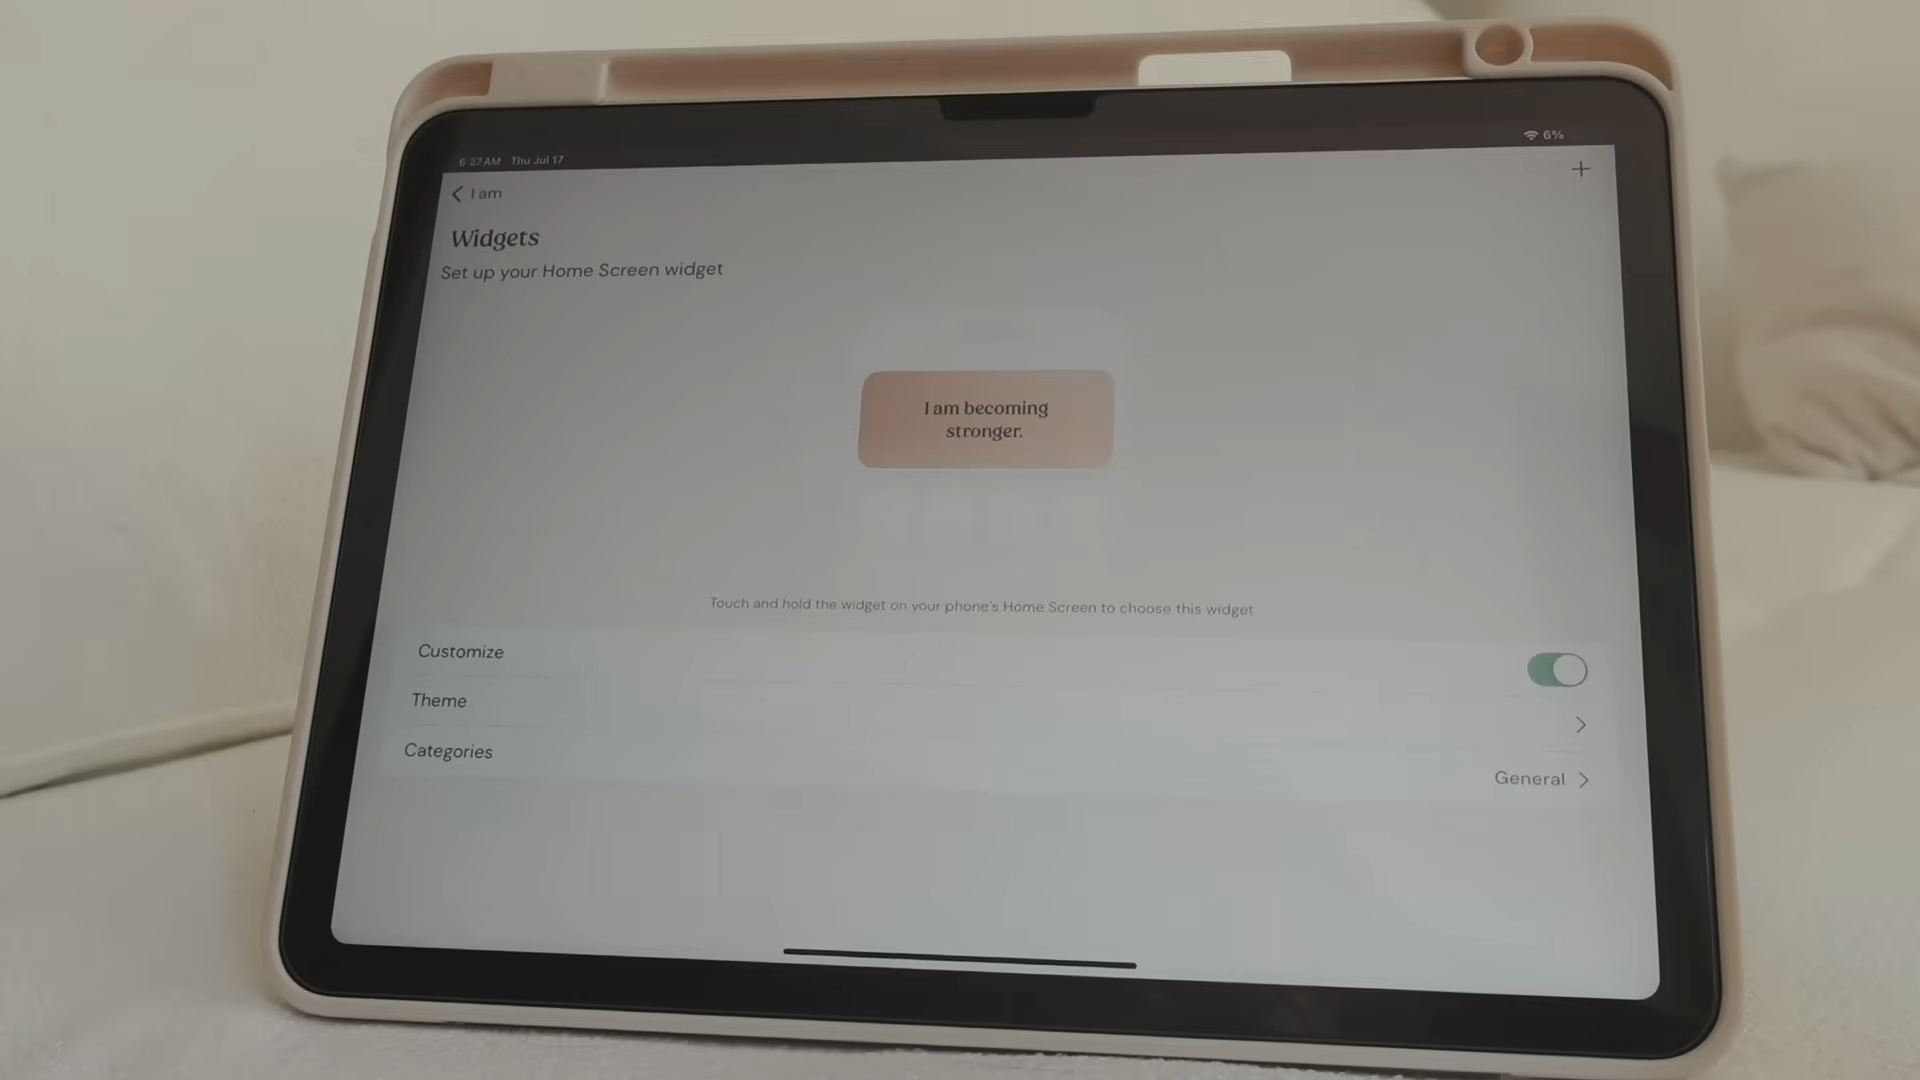 6:27 AM Thu Jul 17
6%
I am
Widgets
Set up your Home Screen widget
I am becoming
stronger.
Touch and hold the widget on your phone's Home Screen to choose this widget
Customize
Theme
Categories
General